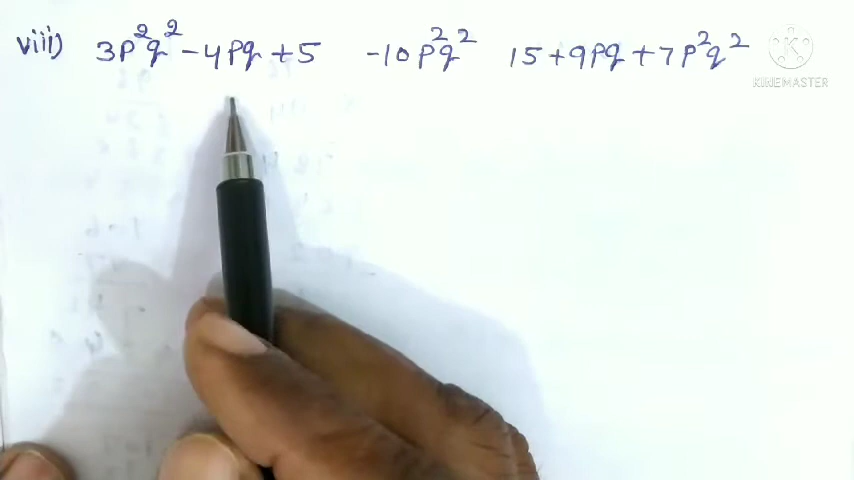 viii) 3p²q² - 4pq + 5 -10p²q² 15 + 9pq + 7p²q²
KINEMASTER